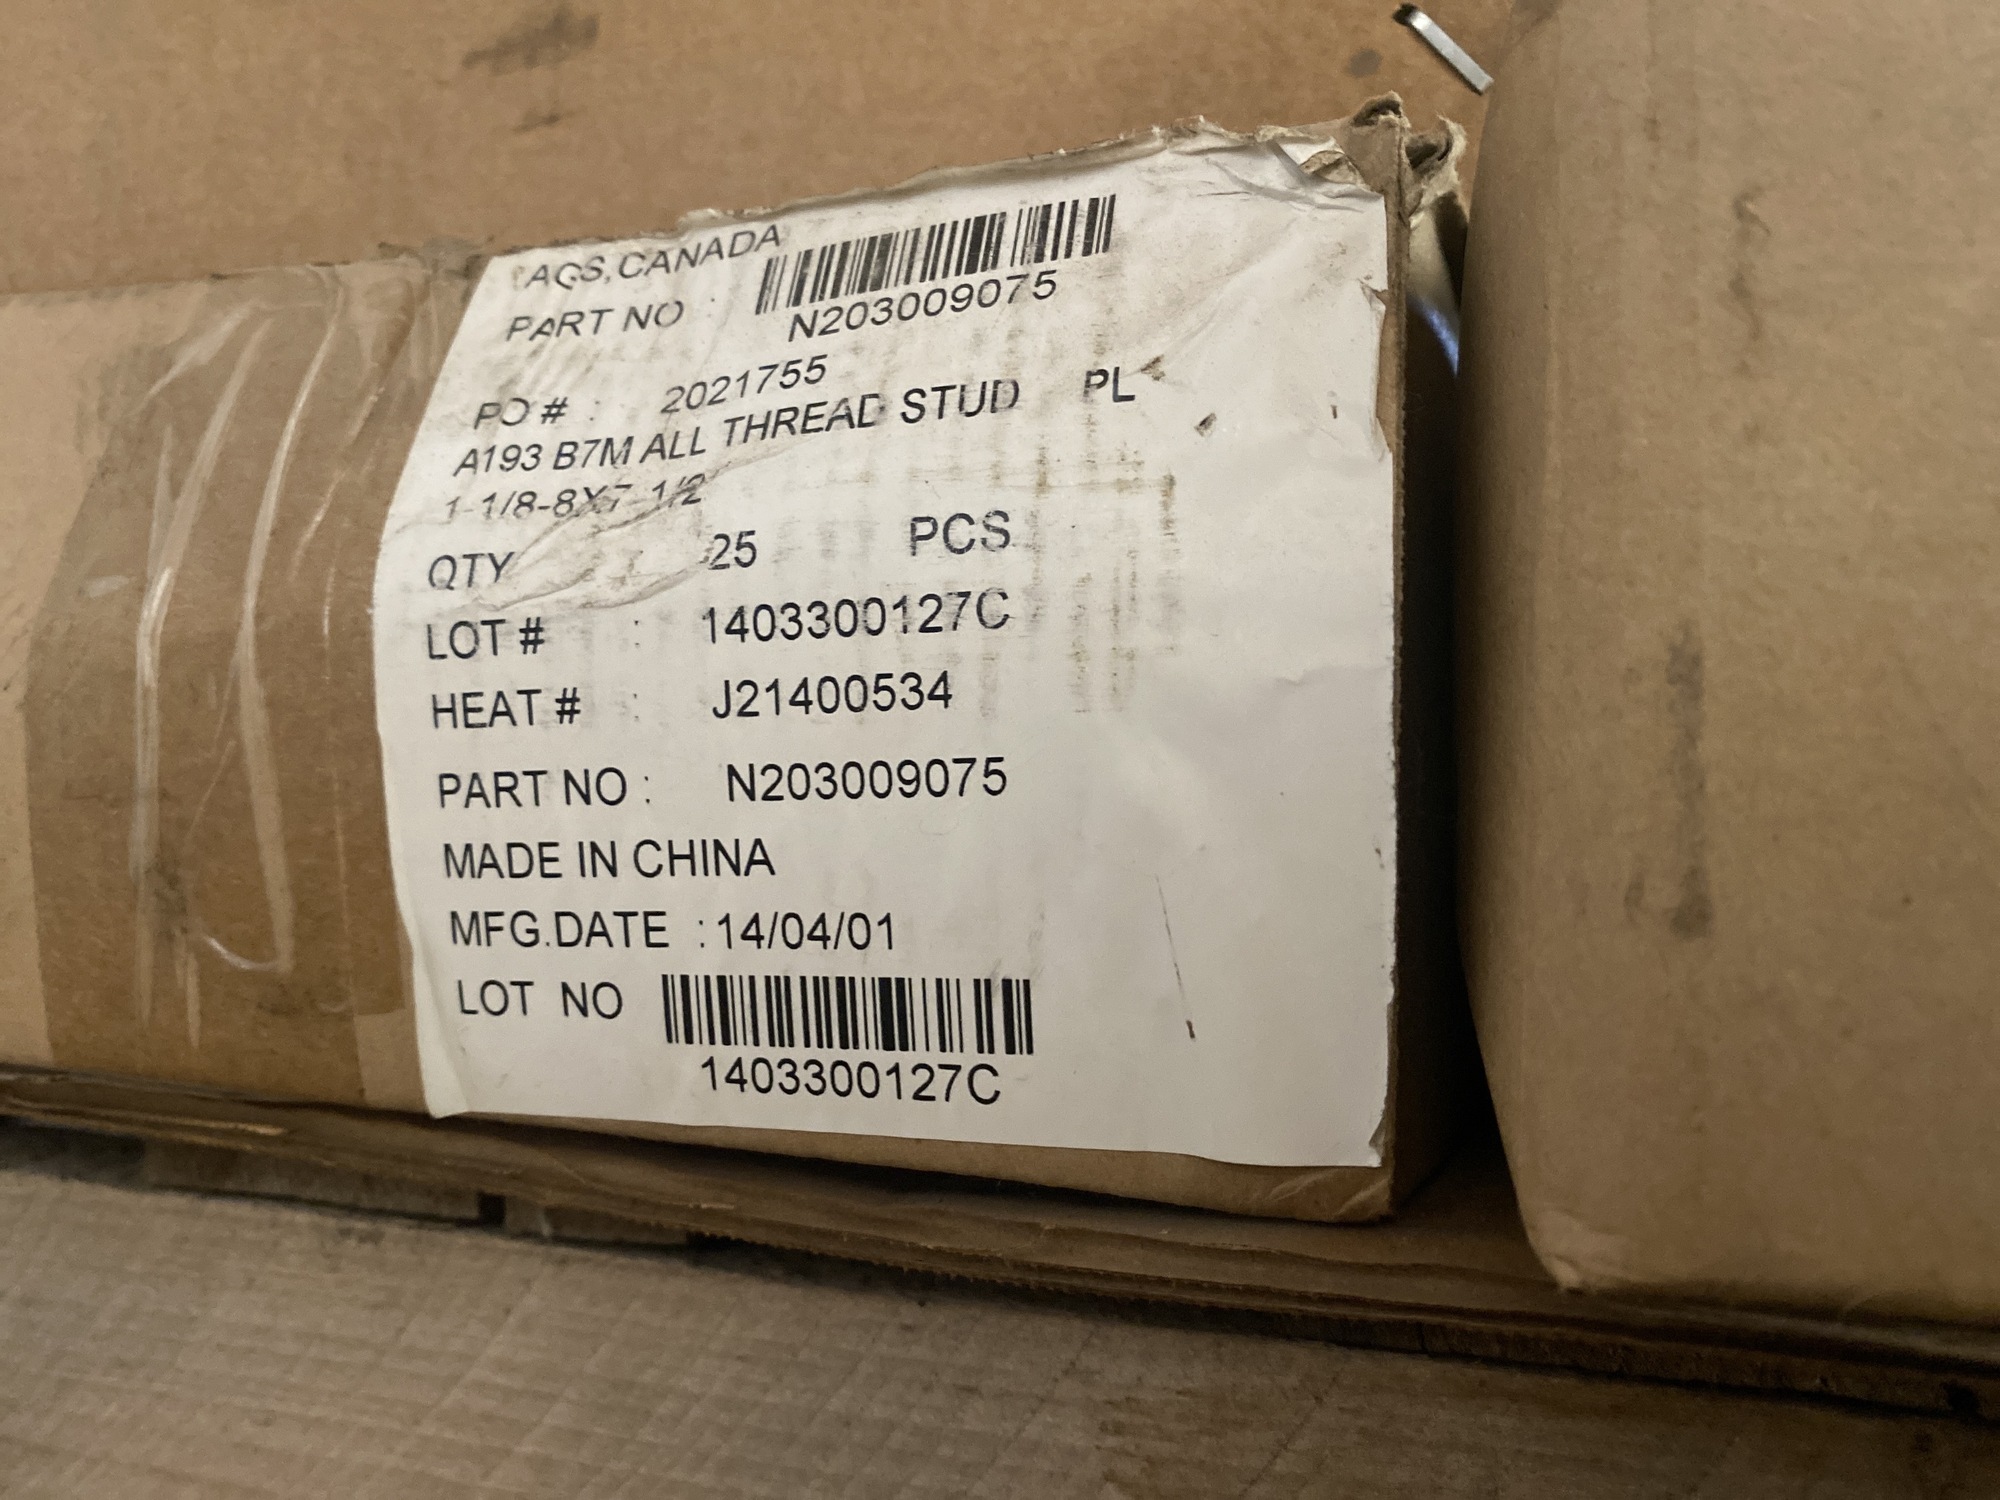 AGS,CANADA
PART NO :
N203009075
PO # : 2021755
A193 B7M ALL THREAD STUD PL
1-1/8-8X7-1/2
QTY 25 PCS
LOT # : 1403300127C
HEAT # : J21400534
PART NO : N203009075
MADE IN CHINA
MFG.DATE : 14/04/01
LOT NO
1403300127C